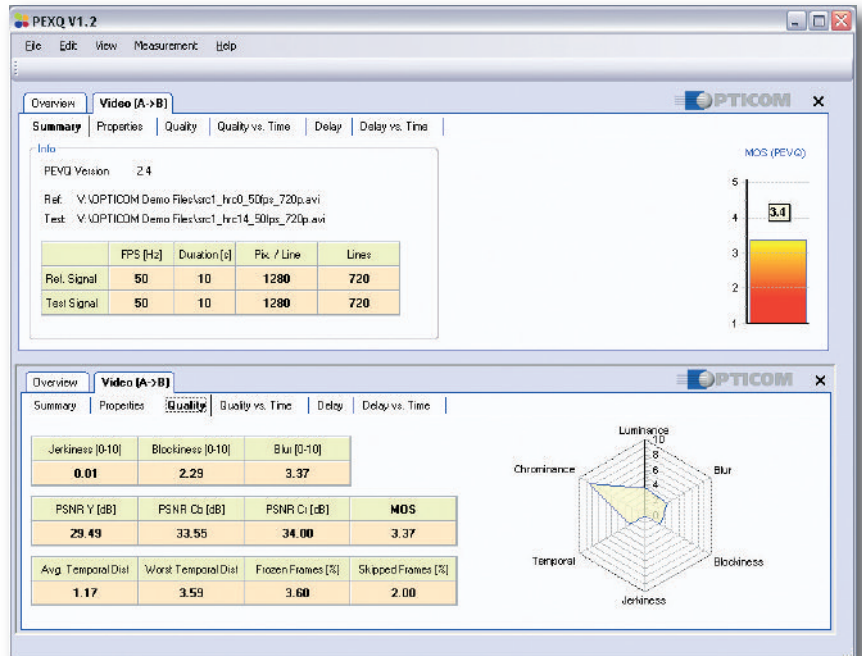 PEXQ V1.2
File Edit View Measurement Help
Overview Video (A->B)
OPTICOM
Summary Properties Quality Quality vs. Time Delay Delay vs. Time
Info
PEVQ Version 2.4
Ref: V:\OPTICOM Demo Files\src1_hrc0_50fps_720p.avi
Test: V:\OPTICOM Demo Files\src1_hrc14_50fps_720p.avi
FPS [Hz] Duration [s] Pix. / Line Lines
Ref. Signal 50 10 1280 720
Test Signal 50 10 1280 720
MOS (PEVQ)
5
4
3
2
1
3.4
Overview Video (A->B)
OPTICOM
Summary Properties Quality Quality vs. Time Delay Delay vs. Time
Jerkiness [0-10] Blockiness [0-10] Blur [0-10]
0.01 2.29 3.37
PSNR Y [dB] PSNR Cb [dB] PSNR Cr [dB] MOS
29.49 33.55 34.00 3.37
Avg. Temporal Dist Worst Temporal Dist Frozen Frames [%] Skipped Frames [%]
1.17 3.59 3.60 2.00
Luminance
10
8
6
4
2
0
Chrominance
Blur
Temporal
Blockiness
Jerkiness